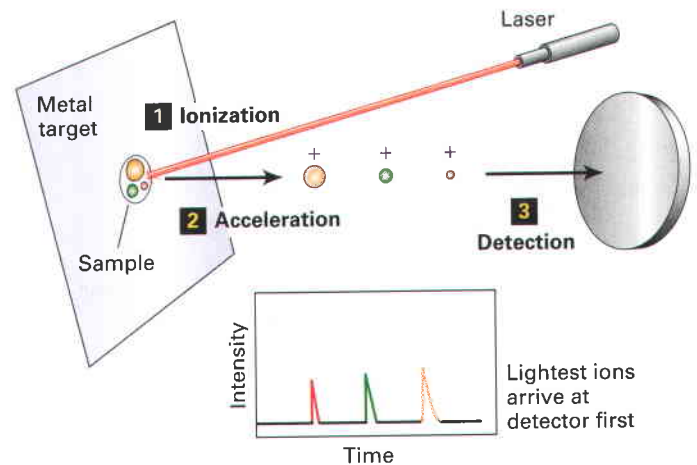 Laser
Metal
target
1 Ionization
+ + +
2 Acceleration
3
Detection
Sample
Intensity
Lightest ions
arrive at
detector first
Time